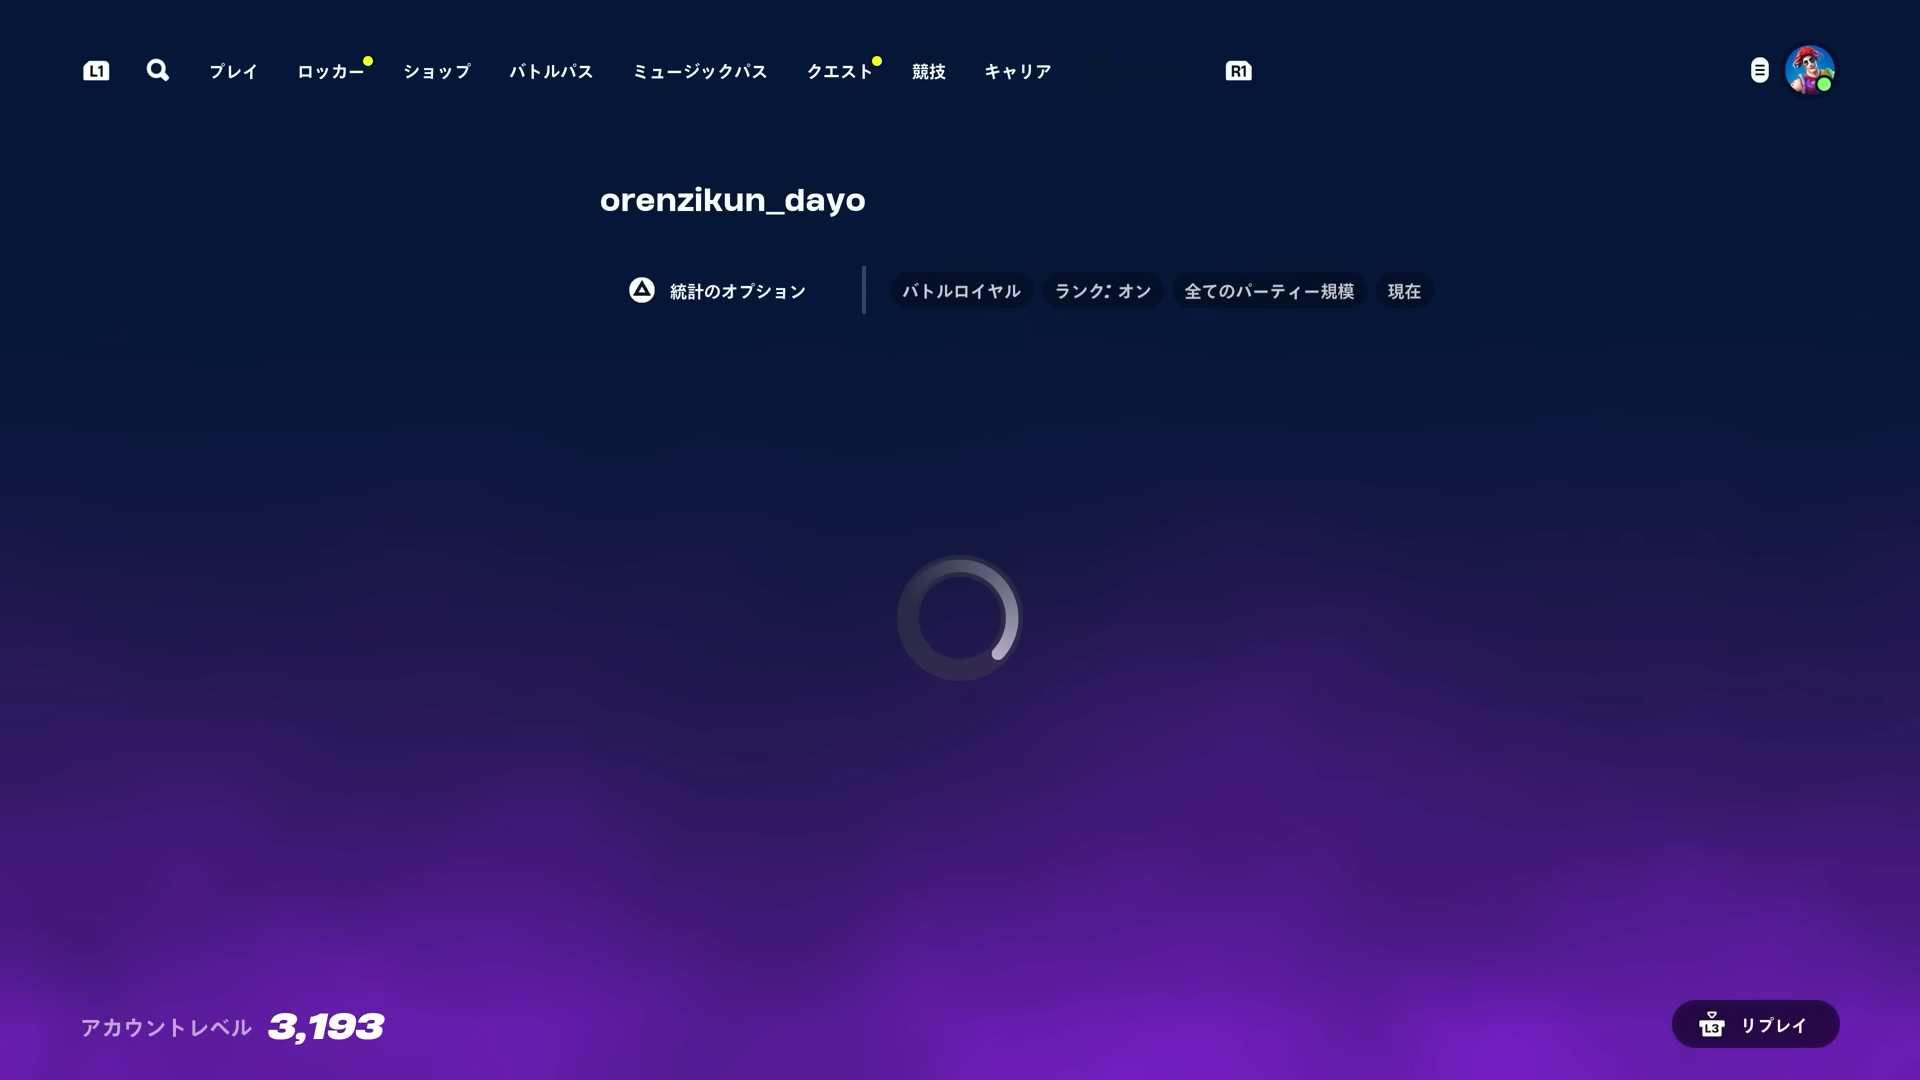 L1 プレイ ロッカー ショップ バトルパス ミュージックパス クエスト 競技 キャリア R1
orenzikun_dayo
統計のオプション バトルロイヤル ランク: オン 全てのパーティー規模 現在
アカウントレベル 3,193
L3 リプレイ